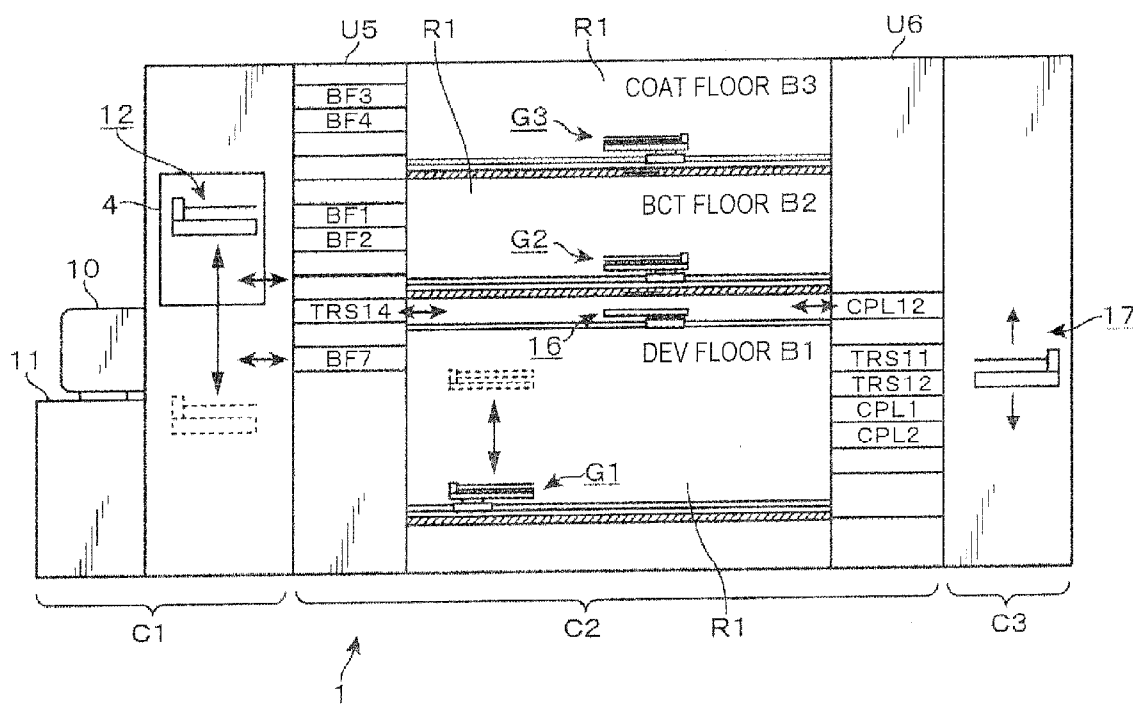 U5 R1 R1 U6
COAT FLOOR B3
BF3
12 BF4 G3
4
BCT FLOOR B2
BF1
BF2 G2
10
TRS14 CPL12
16 17
11 BF7 DEV FLOOR B1 TRS11
TRS12
CPL1
CPL2
G1
C1 C2 R1 C3
1